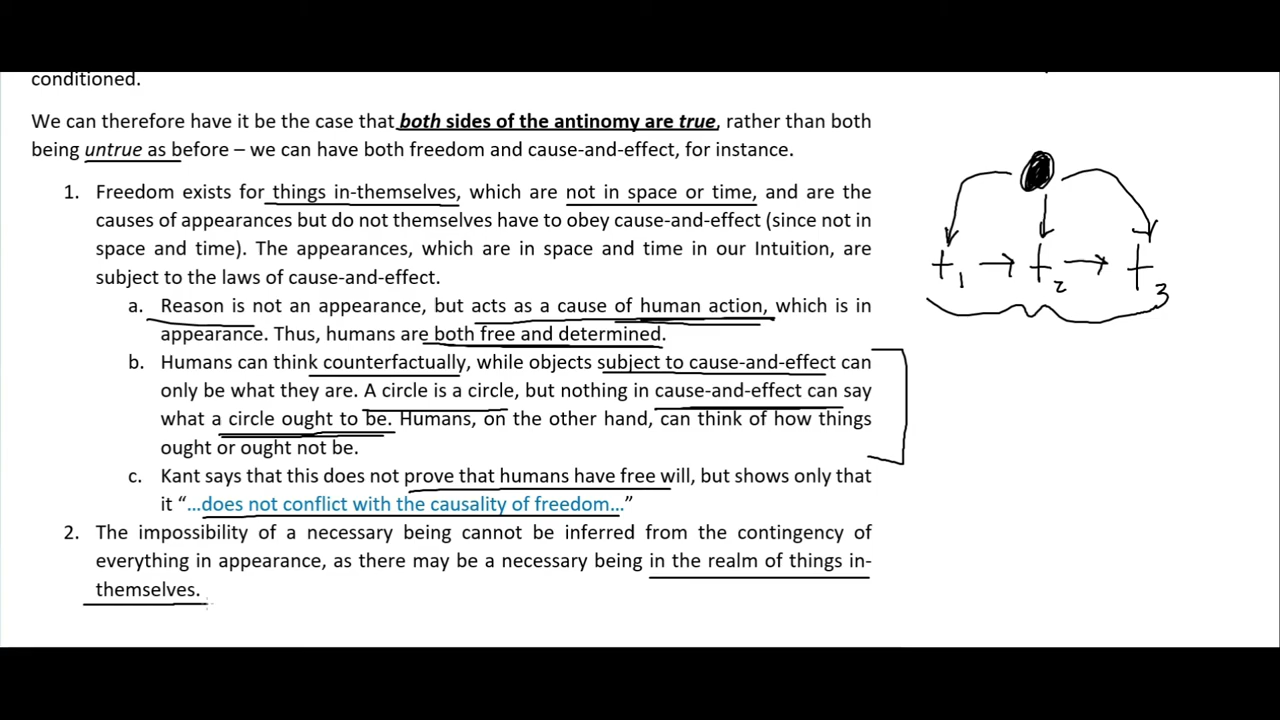 conditioned.
We can therefore have it be the case that both sides of the antinomy are true, rather than both
being untrue as before – we can have both freedom and cause-and-effect, for instance.
1. Freedom exists for things in-themselves, which are not in space or time, and are the
causes of appearances but do not themselves have to obey cause-and-effect (since not in
space and time). The appearances, which are in space and time in our Intuition, are
subject to the laws of cause-and-effect.
a. Reason is not an appearance, but acts as a cause of human action, which is in
appearance. Thus, humans are both free and determined.
b. Humans can think counterfactually, while objects subject to cause-and-effect can
only be what they are. A circle is a circle, but nothing in cause-and-effect can say
what a circle ought to be. Humans, on the other hand, can think of how things
ought or ought not be.
c. Kant says that this does not prove that humans have free will, but shows only that
it “…does not conflict with the causality of freedom…”
2. The impossibility of a necessary being cannot be inferred from the contingency of
everything in appearance, as there may be a necessary being in the realm of things in-
themselves.
t1 → t2 → t3